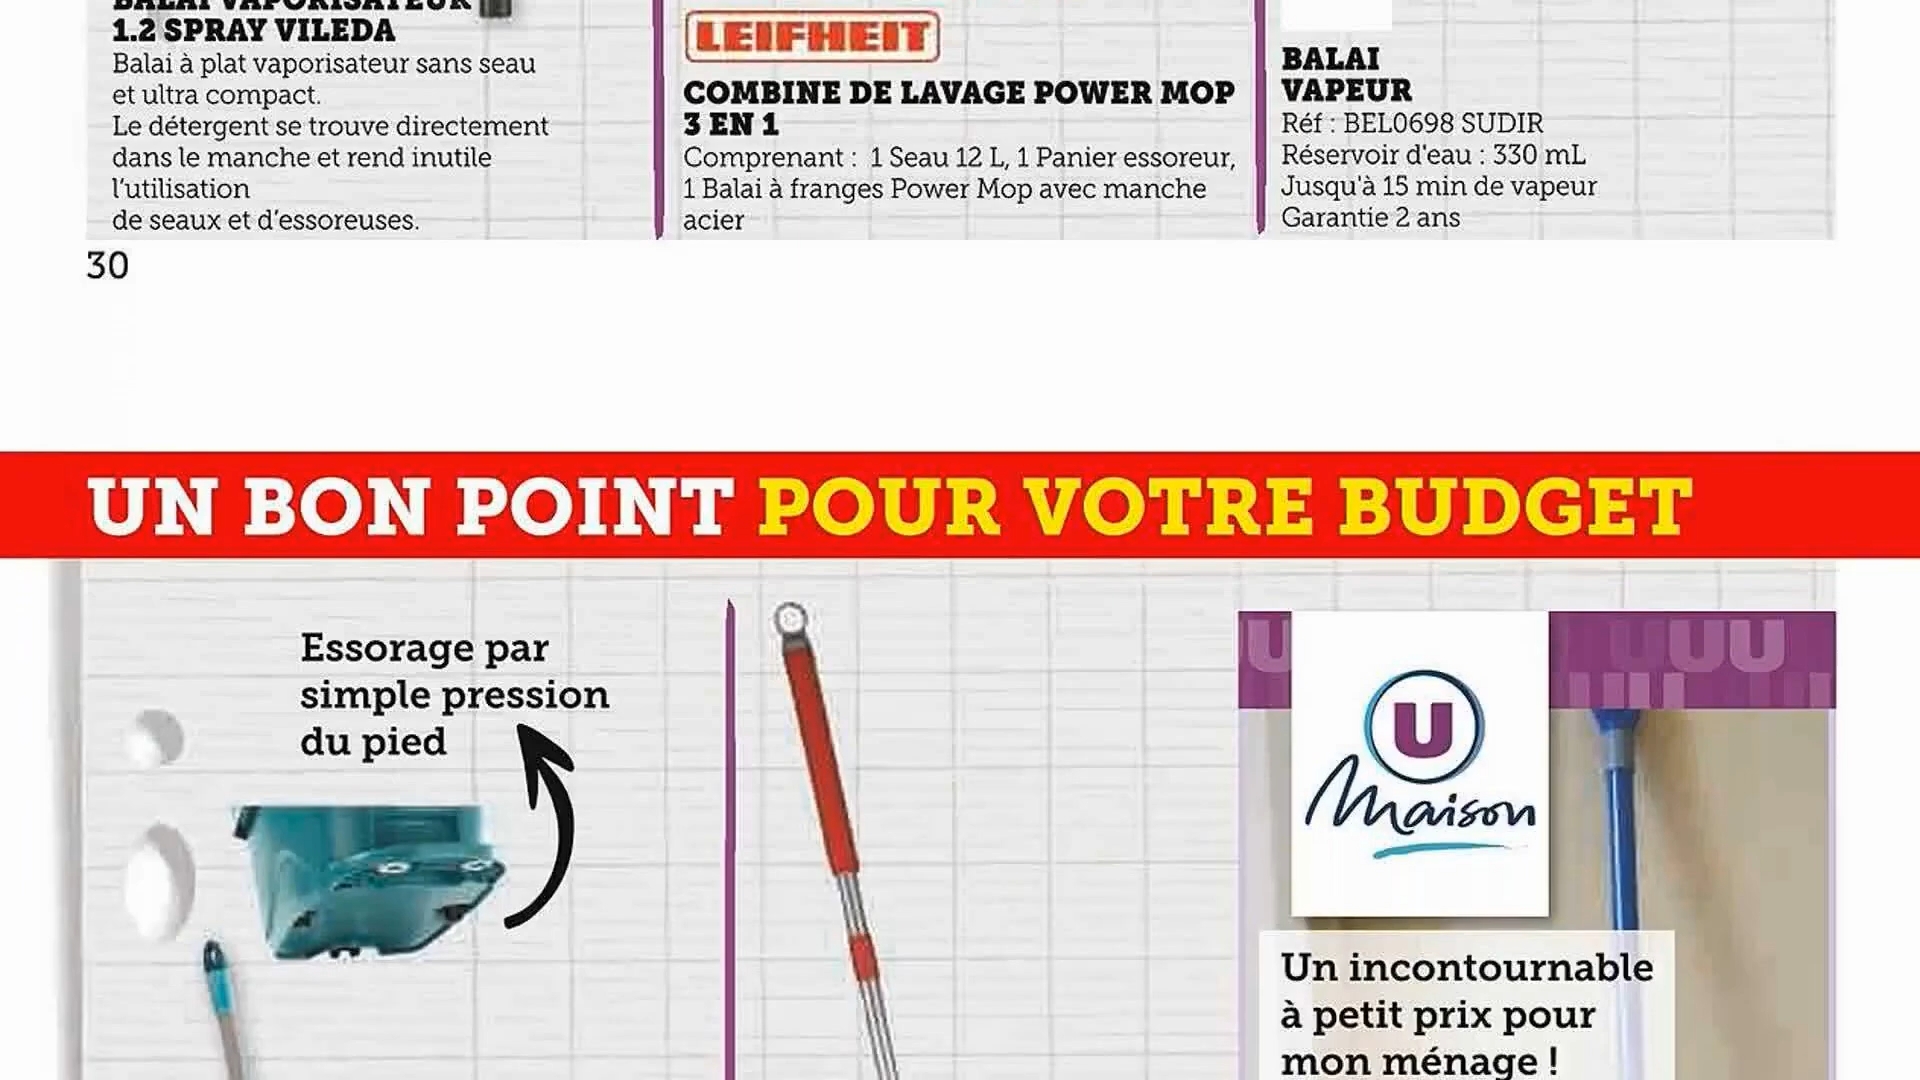 BALAI VAPORISATEUR
1.2 SPRAY VILEDA
Balai à plat vaporisateur sans seau
et ultra compact.
Le détergent se trouve directement
dans le manche et rend inutile
l’utilisation
de seaux et d’essoreuses.
LEIFHEIT
COMBINE DE LAVAGE POWER MOP
3 EN 1
Comprenant : 1 Seau 12 L, 1 Panier essoreur,
1 Balai à franges Power Mop avec manche
acier
BALAI
VAPEUR
Réf : BEL0698 SUDIR
Réservoir d'eau : 330 mL
Jusqu'à 15 min de vapeur
Garantie 2 ans
30
UN BON POINT POUR VOTRE BUDGET
Essorage par
simple pression
du pied
U
Maison
Un incontournable
à petit prix pour
mon ménage !